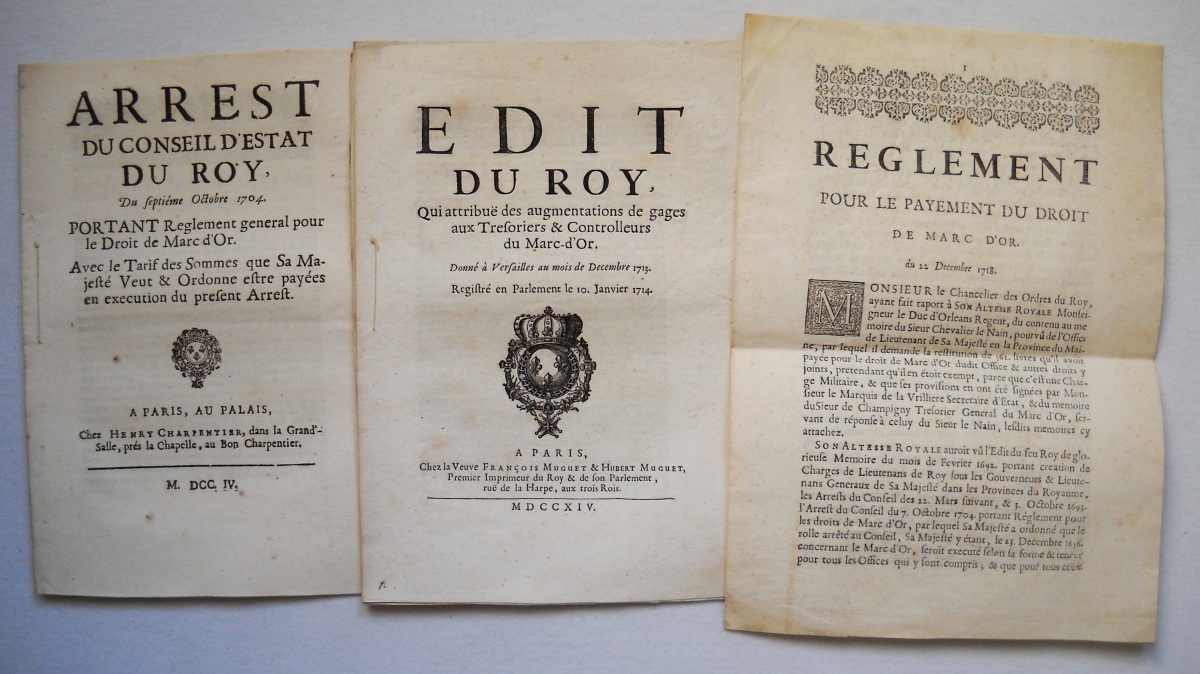 ARREST
DU CONSEIL D'ESTAT
DU ROY,
Du septiéme Octobre 1704.
PORTANT Reglement general pour
le Droit de Marc d'Or.
Avec le Tarif des Sommes que Sa Ma-
jesté Veut & Ordonne estre payées
en execution du present Arrest.
A PARIS, AU PALAIS,
Chez HENRY CHARPENTIER, dans la Grand'-
Salle, prés la Chapelle, au Bon Charpentier.
M. DCC. IV.
EDIT
DU ROY,
Qui attribuë des augmentations de gages
aux Tresoriers & Controlleurs
du Marc-d'Or.
Donné à Versailles au mois de Decembre 1713.
Registré en Parlement le 10. Janvier 1714.
A PARIS,
Chez la Veuve FRANÇOIS MUGUET & HUBERT MUGUET,
Premier Imprimeur du Roy & de son Parlement,
ruë de la Harpe, aux trois Rois.
MDCCXIV.
1
REGLEMENT
POUR LE PAYEMENT DU DROIT
DE MARC D'OR.
du 22 Decembre 1718.
MONSIEUR le Chancelier des Ordres du Roy,
ayant fait raport à SON ALTESSE ROYALE Monsei-
gneur le Duc d'Orleans Regent, du contenu au me
moire du Sieur Chevalier le Nain, pourvû de l'Office
de Lieutenant de Sa Majesté en la Province du Mai-
ne, par lequel il demande la restitution de 361. livres qu'il avoit
payée pour le droit de Marc d'Or dudit Office & autres droits y
joints, pretendant qu'il en étoit exempt, parce que c'est une Char-
ge Militaire, & que ses provisions en ont été signées par Mon-
sieur le Marquis de la Vrilliere Secretaire d'Etat, & du memoire
du Sieur de Champigny Tresorier General du Marc d'Or, ser-
vant de réponse à celuy du Sieur le Nain, lesdits memoires cy
attachez.
SON ALTESSE ROYALE auroit vû l'Edit du feu Roy de glo-
rieuse Memoire du mois de Fevrier 1692. portant creation de
Charges de Lieutenans de Roy sous les Gouverneurs & Lieute-
nans Generaux de Sa Majesté dans les Provinces du Royaume,
les Arrests du Conseil des 22. Mars suivant, & 3. Octobre 1693.
l'Arrest du Conseil du 7. Octobre 1704. portant Réglement pour
les droits de Marc d'Or, par lequel Sa Majesté a ordonné que le
rolle arrêté au Conseil, Sa Majesté y étant, le 23. Decembre 1656.
concernant le Marc d'Or, seroit executé selon sa forme & teneur
pour tous les Offices qui y sont compris; & que pour tous ceux